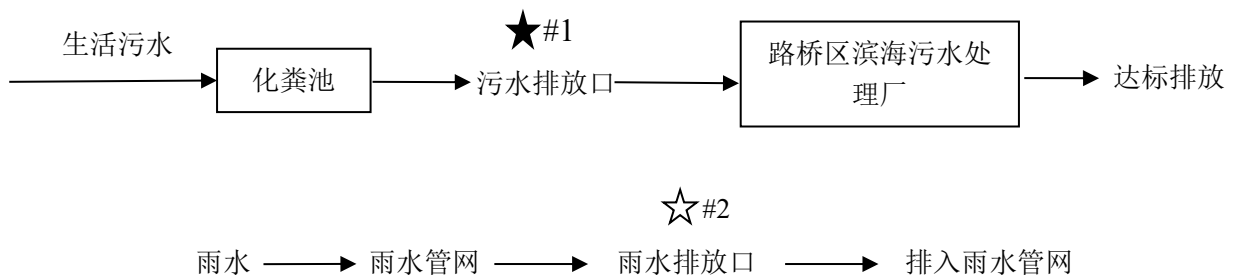 ★#1
生活污水
化粪池
污水排放口
路桥区滨海污水处
理厂
达标排放
☆#2
雨水
雨水管网
雨水排放口
排入雨水管网